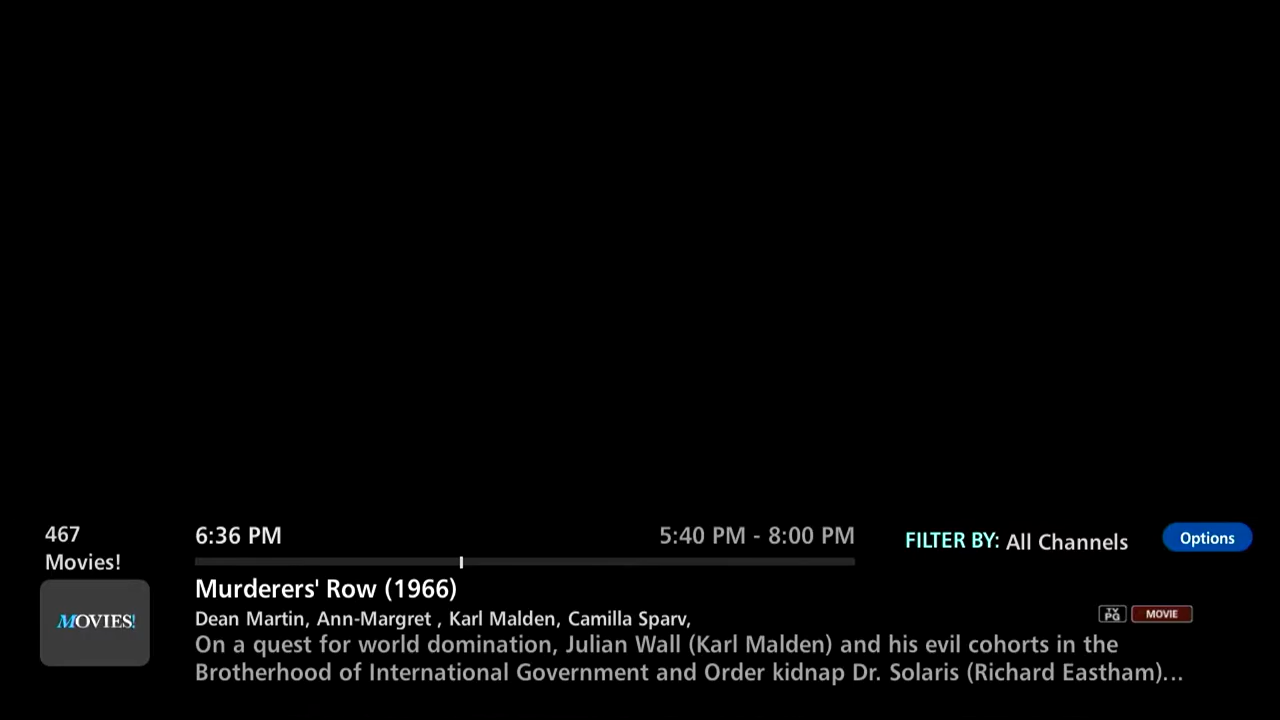 467
Movies!
MOVIES!
6:36 PM
5:40 PM - 8:00 PM
FILTER BY: All Channels
Options
Murderers' Row (1966)
Dean Martin, Ann-Margret , Karl Malden, Camilla Sparv,
TV
PG
MOVIE
On a quest for world domination, Julian Wall (Karl Malden) and his evil cohorts in the
Brotherhood of International Government and Order kidnap Dr. Solaris (Richard Eastham)...